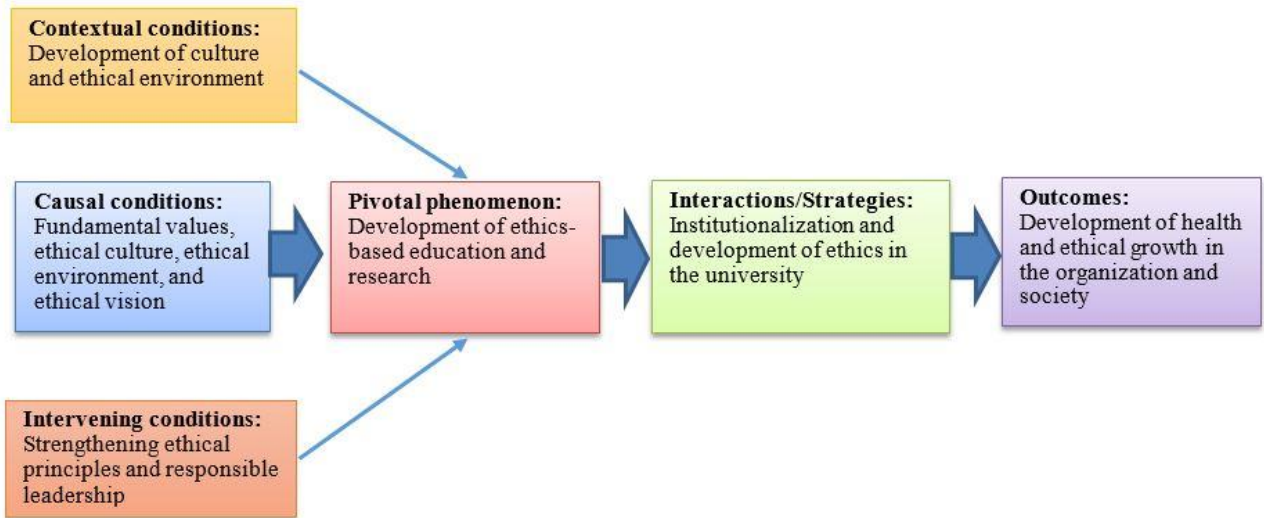 Contextual conditions:
Development of culture
and ethical environment
Causal conditions:
Fundamental values,
ethical culture, ethical
environment, and
ethical vision
Pivotal phenomenon:
Development of ethics-
based education and
research
Interactions/Strategies:
Institutionalization and
development of ethics in
the university
Outcomes:
Development of health
and ethical growth in
the organization and
society
Intervening conditions:
Strengthening ethical
principles and responsible
leadership